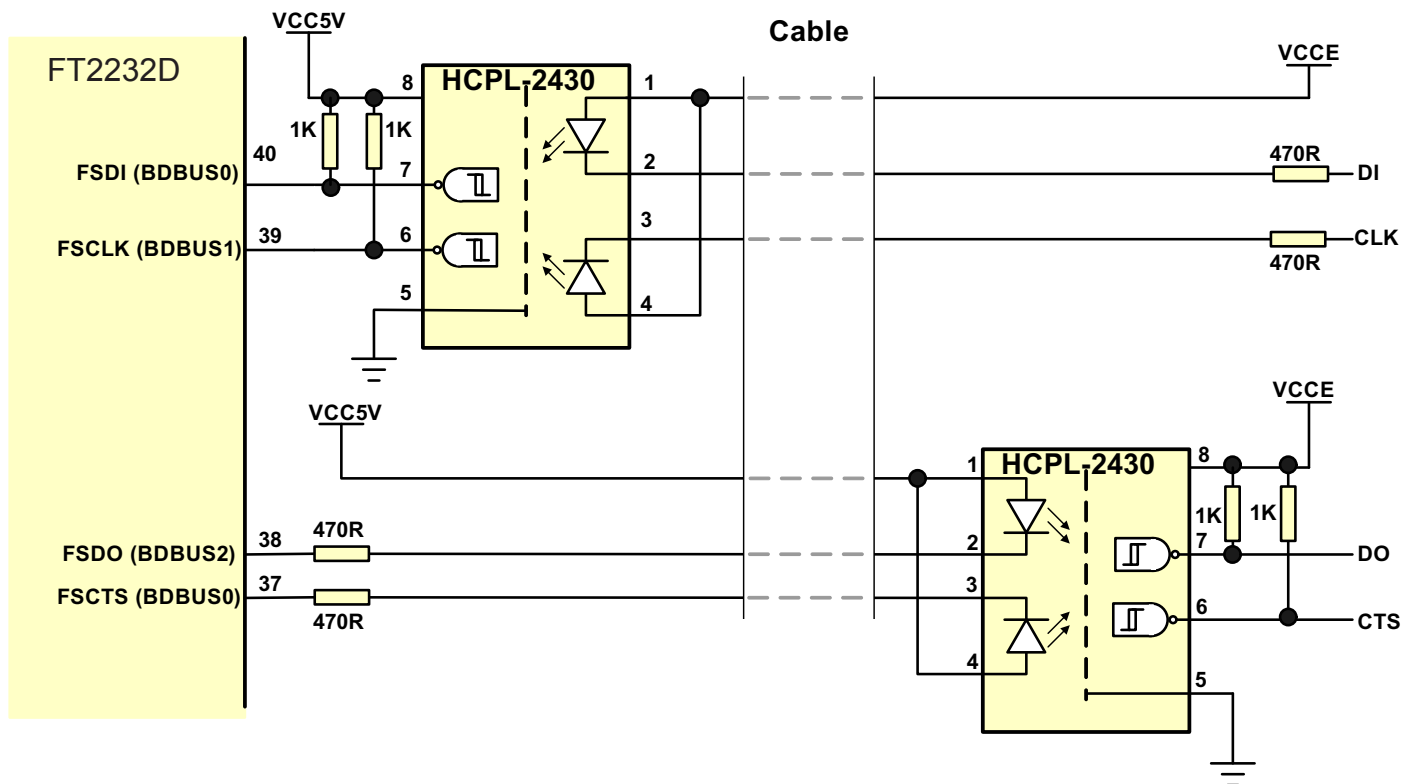 VCC5V
Cable
FT2232D
HCPL-2430
VCCE
8
1
1K
1K
40
470R
FSDI (BDBUS0)
7
2
DI
3
FSCLK (BDBUS1)
39
6
CLK
470R
5
4
VCC5V
VCCE
1
HCPL-2430
8
1K
1K
470R
38
2
7
FSDO (BDBUS2)
DO
37
3
FSCTS (BDBUS0)
6
470R
CTS
4
5